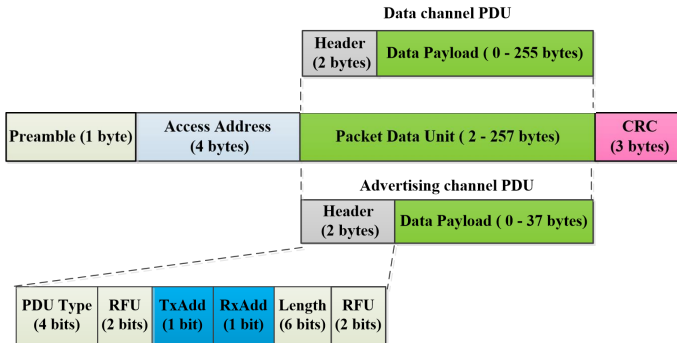 Data channel PDU
Header
(2 bytes)
Data Payload ( 0 - 255 bytes)
Preamble (1 byte)
Access Address
(4 bytes)
Packet Data Unit ( 2 - 257 bytes)
CRC
(3 bytes)
Advertising channel PDU
Header
(2 bytes)
Data Payload ( 0 - 37 bytes)
PDU Type
(4 bits)
RFU
(2 bits)
TxAdd
(1 bit)
RxAdd
(1 bit)
Length
(6 bits)
RFU
(2 bits)